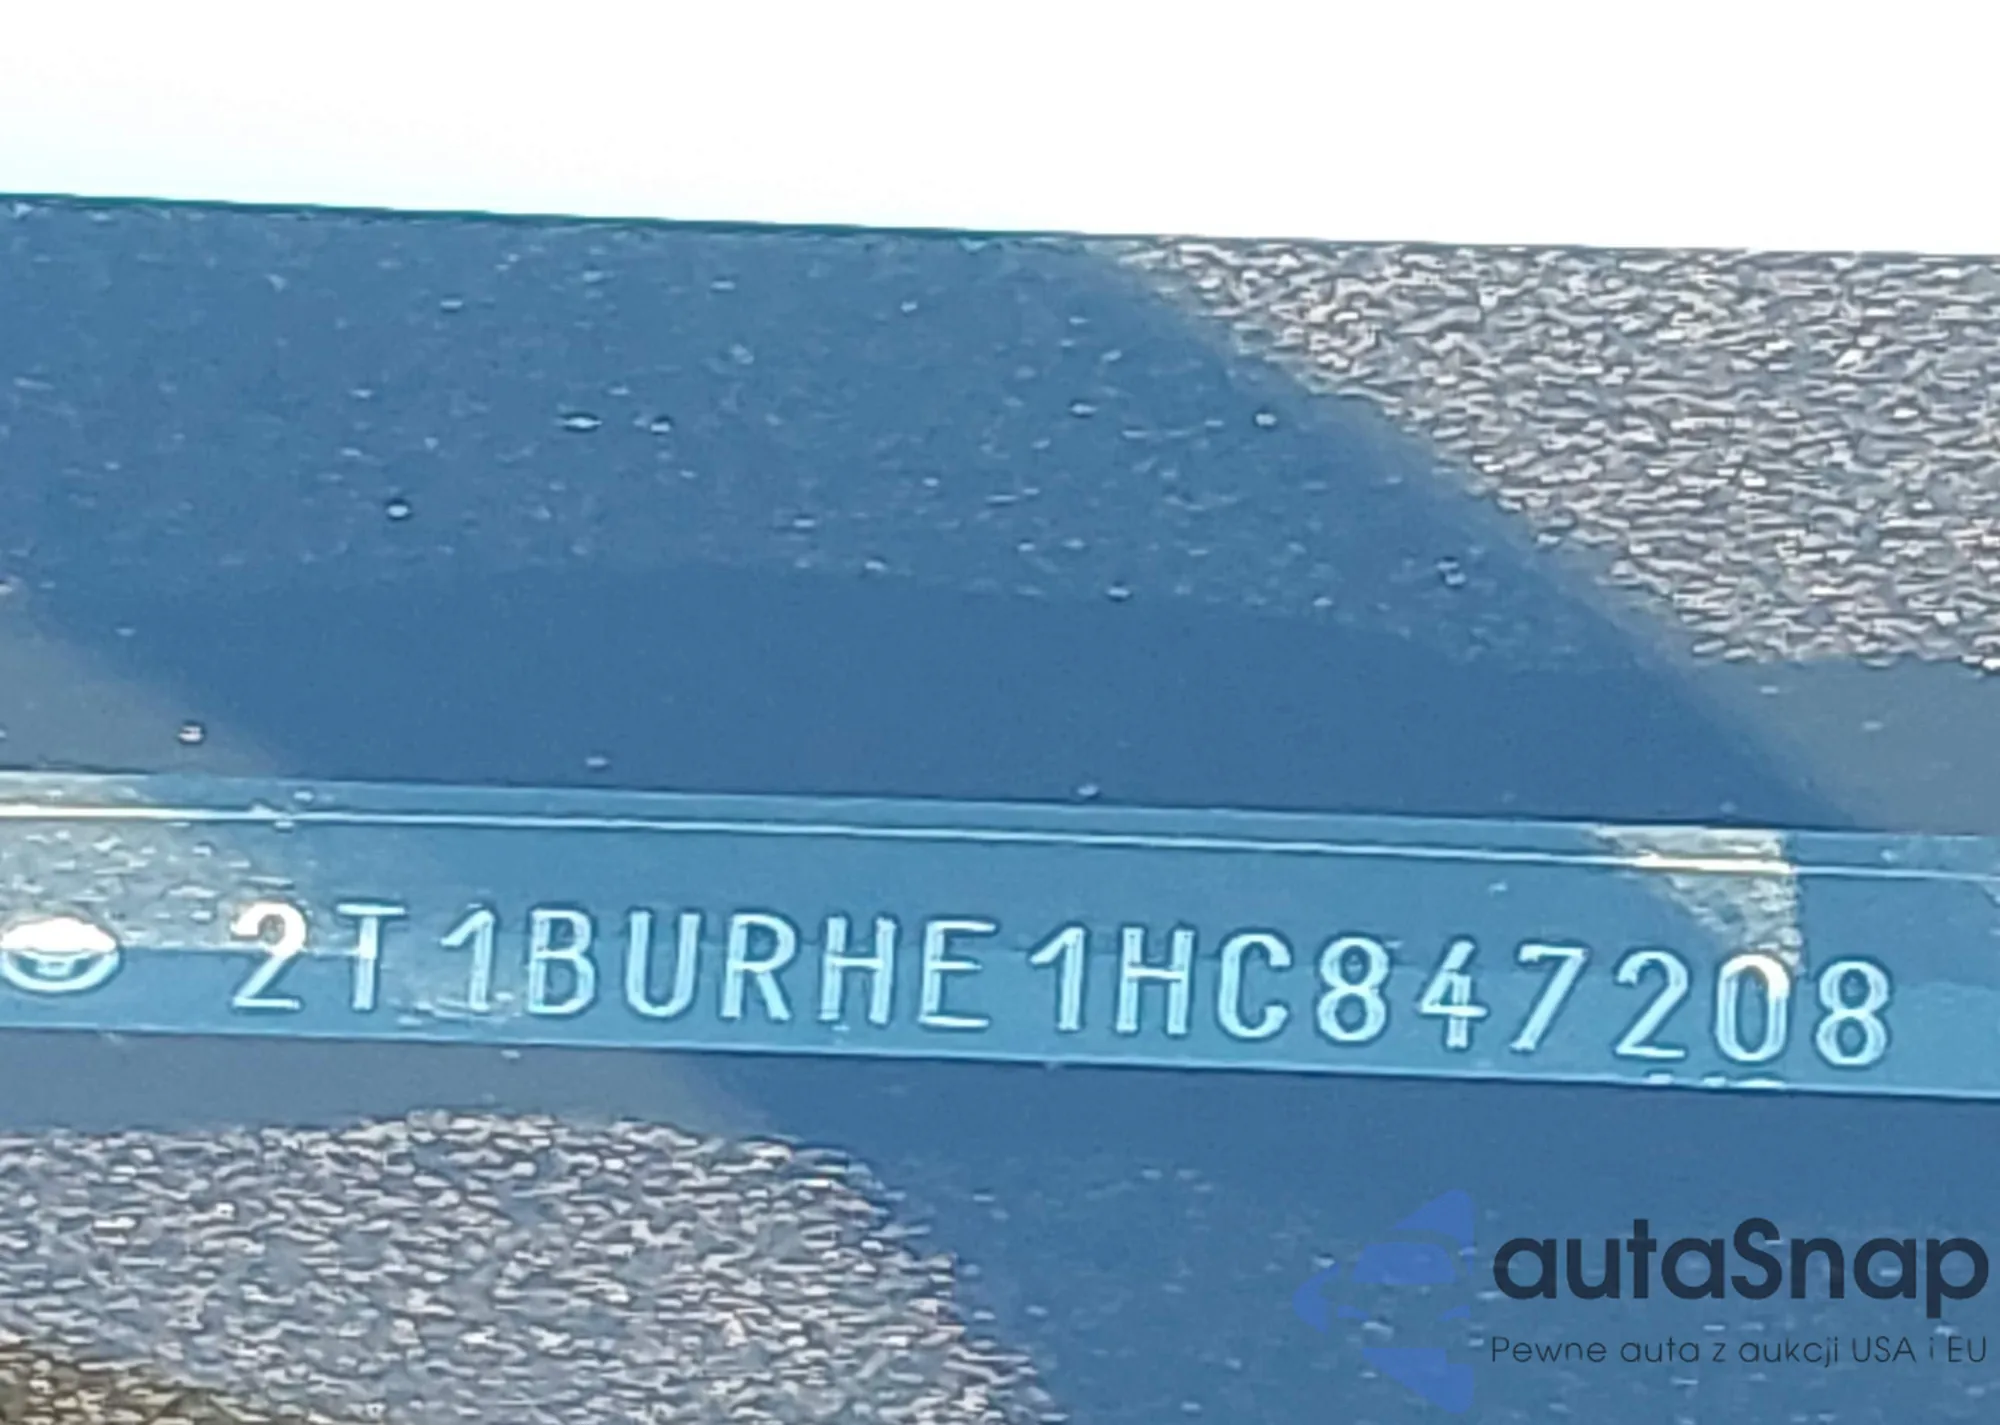 2T1BURHE1HC847208
autaSnap
Pewne auta z aukcji USA i EU